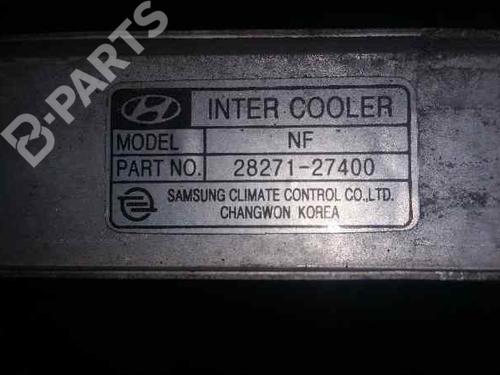 B-PARTS
INTER COOLER
MODEL NF
PART NO. 28271-27400
SAMSUNG CLIMATE CONTROL CO.,LTD.
CHANGWON KOREA